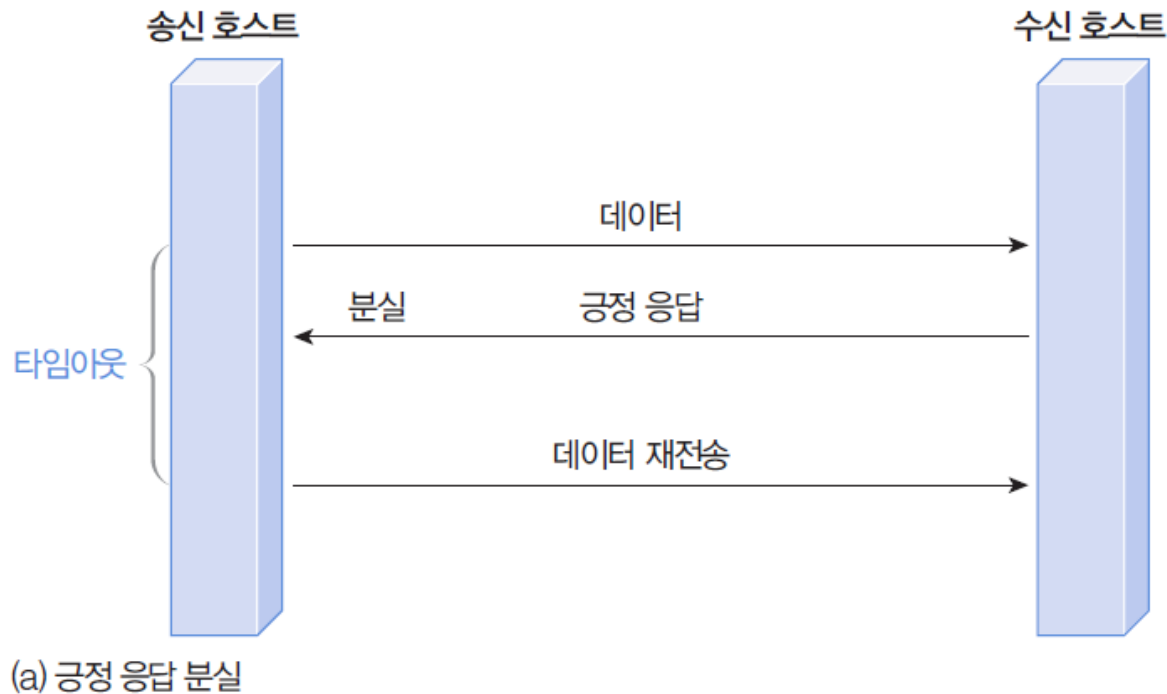 송신 호스트
수신 호스트
데이터
분실
긍정 응답
타임아웃
데이터 재전송
(a) 긍정 응답 분실